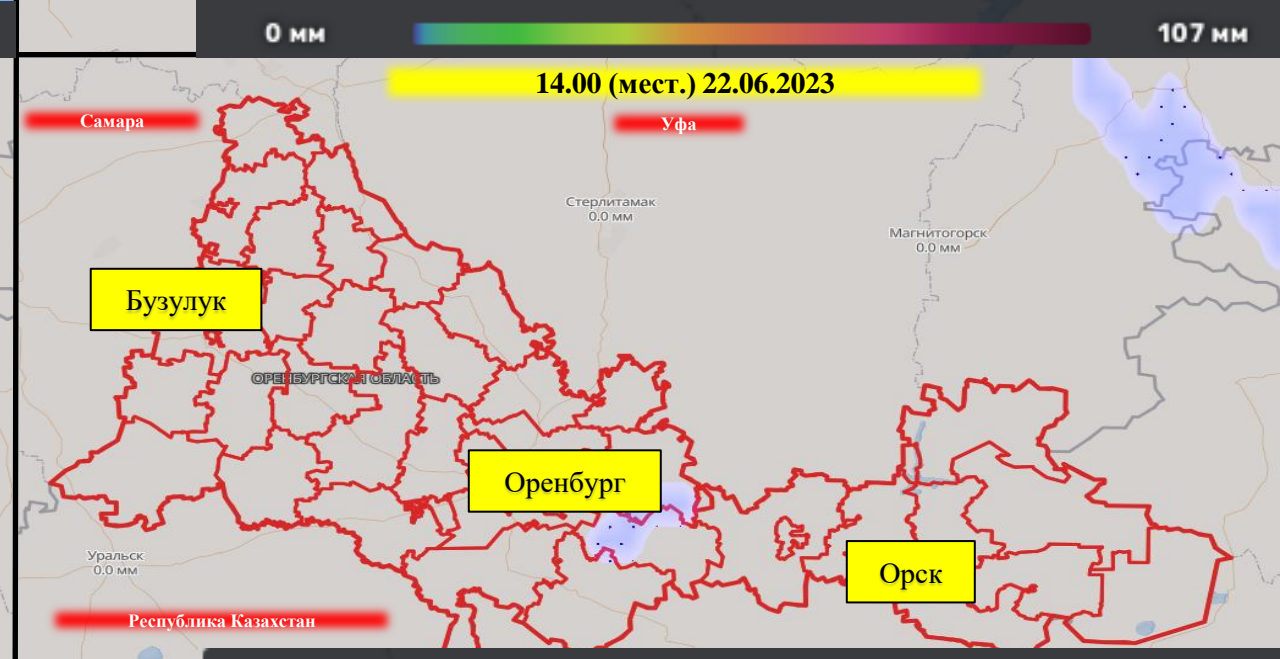 0 мм
107 мм
14.00 (мест.) 22.06.2023
Самара
Уфа
Стерлитамак
0.0 мм
Магнитогорск
0.0 мм
Бузулук
ОРЕНБУРГСКАЯ ОБЛАСТЬ
Оренбург
Уральск
0.0 мм
Орск
Республика Казахстан